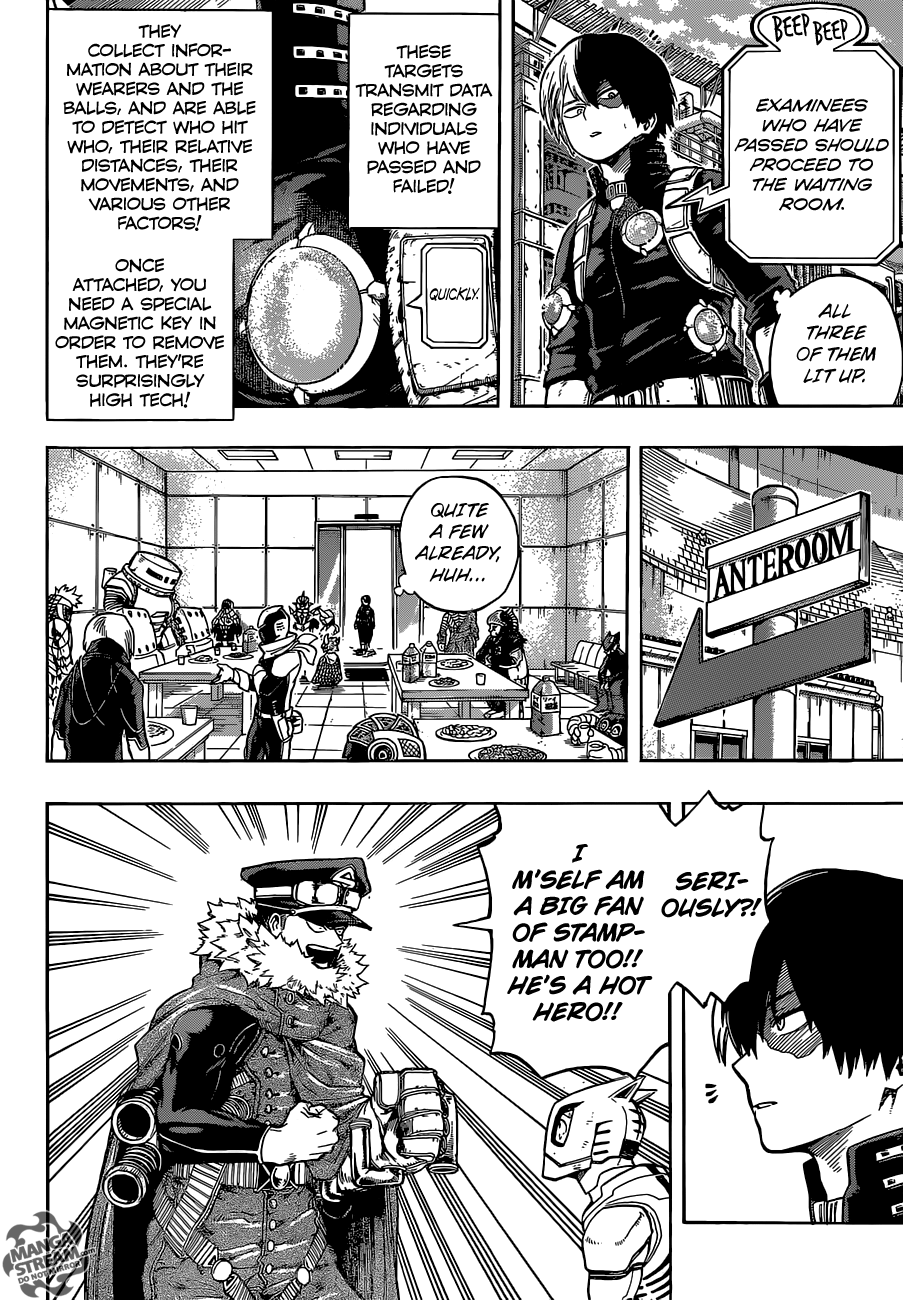 BEEP BEEP
EXAMINEES
WHO HAVE
PASSED SHOULD
PROCEED TO
THE WAITING
ROOM.
ALL
THREE
OF THEM
LIT UP.
QUICKLY.
THESE
TARGETS
TRANSMIT DATA
REGARDING
INDIVIDUALS
WHO HAVE
PASSED AND
FAILED!
THEY
COLLECT INFOR-
MATION ABOUT THEIR
WEARERS AND THE
BALLS, AND ARE ABLE
TO DETECT WHO HIT
WHO, THEIR RELATIVE
DISTANCES, THEIR
MOVEMENTS, AND
VARIOUS OTHER
FACTORS!
ONCE
ATTACHED, YOU
NEED A SPECIAL
MAGNETIC KEY IN
ORDER TO REMOVE
THEM. THEY'RE
SURPRISINGLY
HIGH TECH!
ANTEROOM
QUITE
A FEW
ALREADY,
HUH...
SERI-
OUSLY?!
I
M'SELF AM
A BIG FAN
OF STAMP-
MAN TOO!!
HE'S A HOT
HERO!!
MANGA
STREAM.com
DO NOT MIRROR!